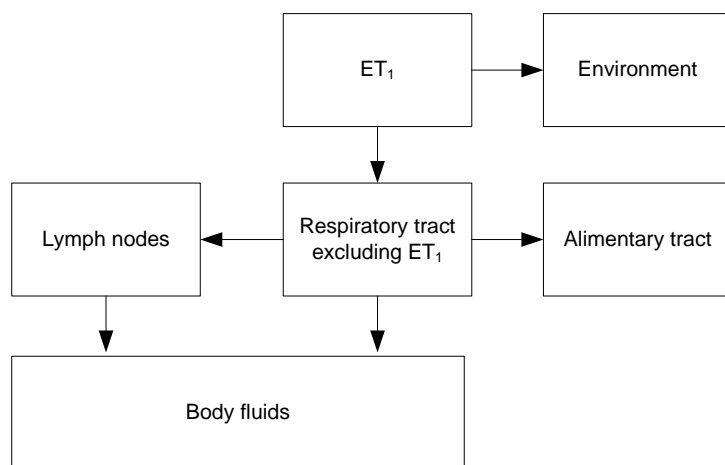 ET₁
Environment
Lymph nodes
Respiratory tract
excluding ET₁
Alimentary tract
Body fluids